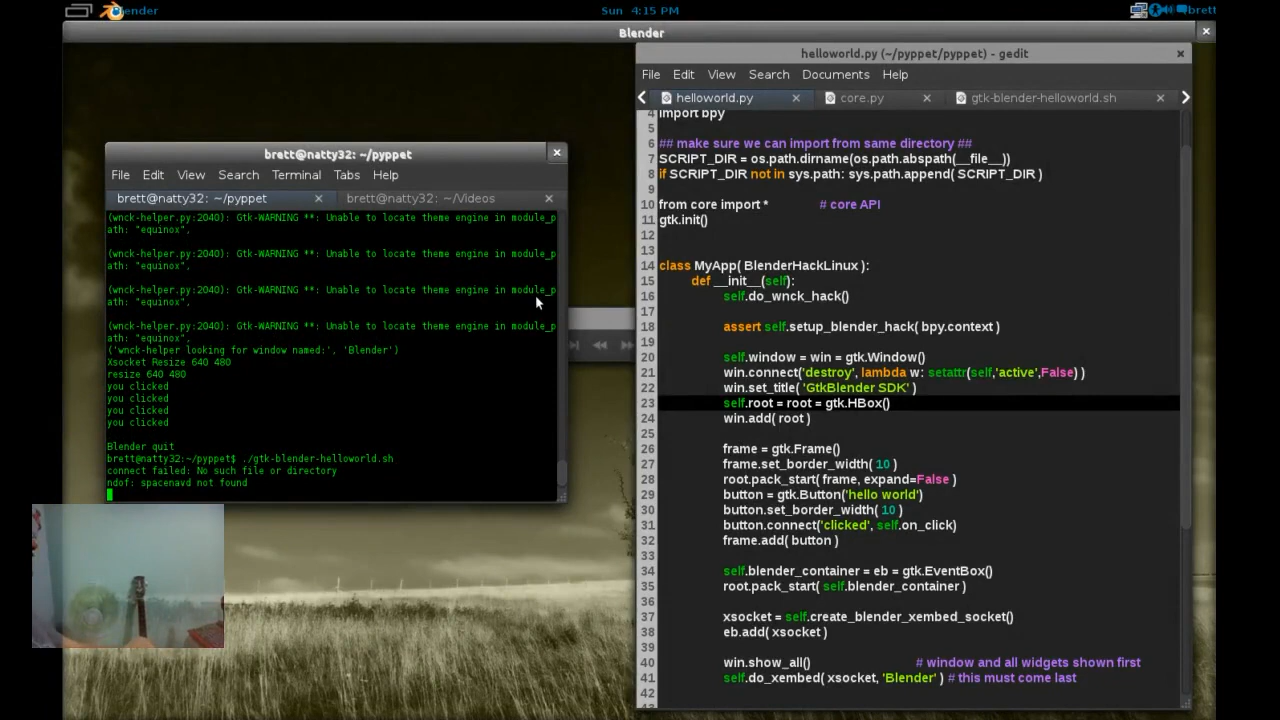 Blender
Sun 4:15 PM
brett
Blender
helloworld.py (~/pyppet/pyppet) - gedit
File Edit View Search Documents Help
helloworld.py core.py gtk-blender-helloworld.sh
4 import bpy
5
6 ## make sure we can import from same directory ##
7 SCRIPT_DIR = os.path.dirname(os.path.abspath(__file__))
8 if SCRIPT_DIR not in sys.path: sys.path.append( SCRIPT_DIR )
9
10 from core import * # core API
11 gtk.init()
12
13
14 class MyApp( BlenderHackLinux ):
15 def __init__(self):
16 self.do_wnck_hack()
17
18 assert self.setup_blender_hack( bpy.context )
19
20 self.window = win = gtk.Window()
21 win.connect('destroy', lambda w: setattr(self,'active',False) )
22 win.set_title( 'GtkBlender SDK' )
23 self.root = root = gtk.HBox()
24 win.add( root )
25
26 frame = gtk.Frame()
27 frame.set_border_width( 10 )
28 root.pack_start( frame, expand=False )
29 button = gtk.Button('hello world')
30 button.set_border_width( 10 )
31 button.connect('clicked', self.on_click)
32 frame.add( button )
33
34 self.blender_container = eb = gtk.EventBox()
35 root.pack_start( self.blender_container )
36
37 xsocket = self.create_blender_xembed_socket()
38 eb.add( xsocket )
39
40 win.show_all() # window and all widgets shown first
41 self.do_xembed( xsocket, 'Blender' ) # this must come last
42
brett@natty32: ~/pyppet
File Edit View Search Terminal Tabs Help
brett@natty32: ~/pyppet brett@natty32: ~/Videos
(wnck-helper.py:2040): Gtk-WARNING **: Unable to locate theme engine in module_p
ath: "equinox",
(wnck-helper.py:2040): Gtk-WARNING **: Unable to locate theme engine in module_p
ath: "equinox",
(wnck-helper.py:2040): Gtk-WARNING **: Unable to locate theme engine in module_p
ath: "equinox",
(wnck-helper.py:2040): Gtk-WARNING **: Unable to locate theme engine in module_p
ath: "equinox",
('wnck-helper looking for window named:', 'Blender')
Xsocket Resize 640 480
resize 640 480
you clicked
you clicked
you clicked
you clicked
Blender quit
brett@natty32:~/pyppet$ ./gtk-blender-helloworld.sh
connect failed: No such file or directory
ndof: spacenavd not found